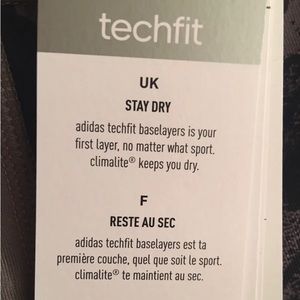 techfit
UK
STAY DRY
adidas techfit baselayers is your
first layer, no matter what sport.
climalite® keeps you dry.
F
RESTE AU SEC
adidas techfit baselayers est ta
première couche, quel que soit le sport.
climalite® te maintient au sec.